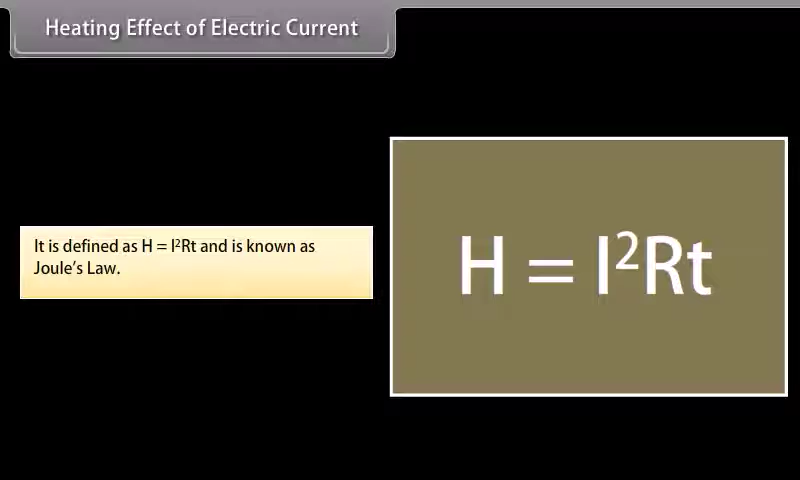 Heating Effect of Electric Current
It is defined as H = I²Rt and is known as
Joule's Law.
H = I²Rt